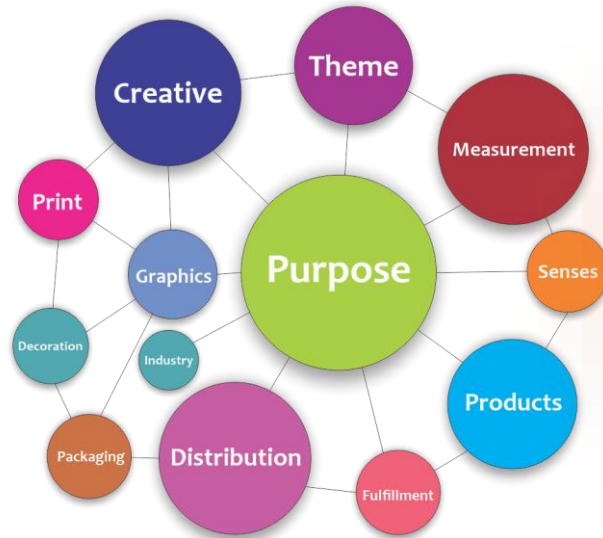 Theme
Creative
Measurement
Print
Purpose
Graphics
Senses
Decoration
Industry
Products
Packaging
Distribution
Fulfillment